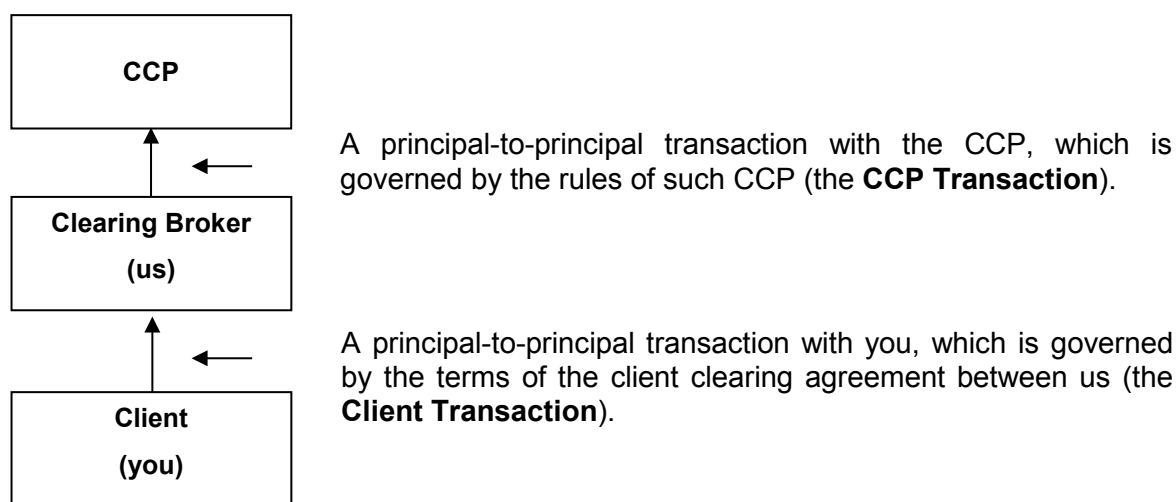 CCP
A principal-to-principal transaction with the CCP, which is
governed by the rules of such CCP (the CCP Transaction).
Clearing Broker
(us)
A principal-to-principal transaction with you, which is governed
by the terms of the client clearing agreement between us (the
Client Transaction).
Client
(you)